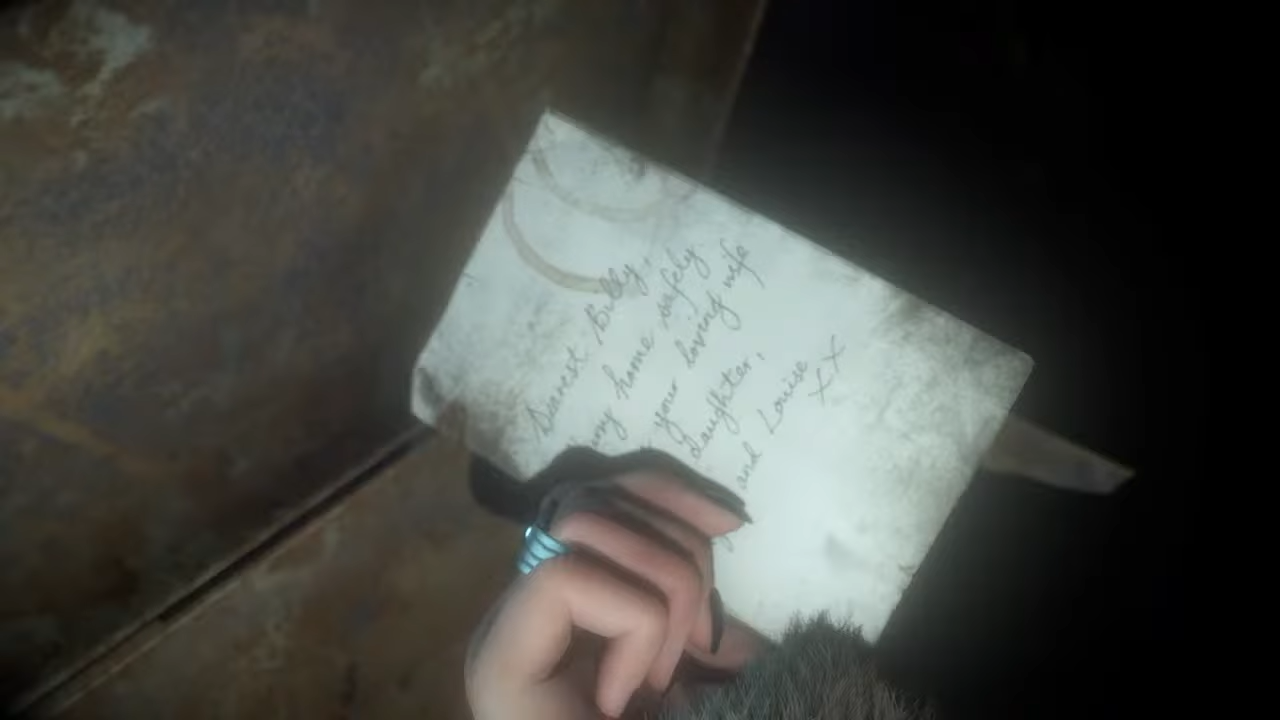 Dearest Billy,
home safely
your loving wife
daughter,
and Louise
XX